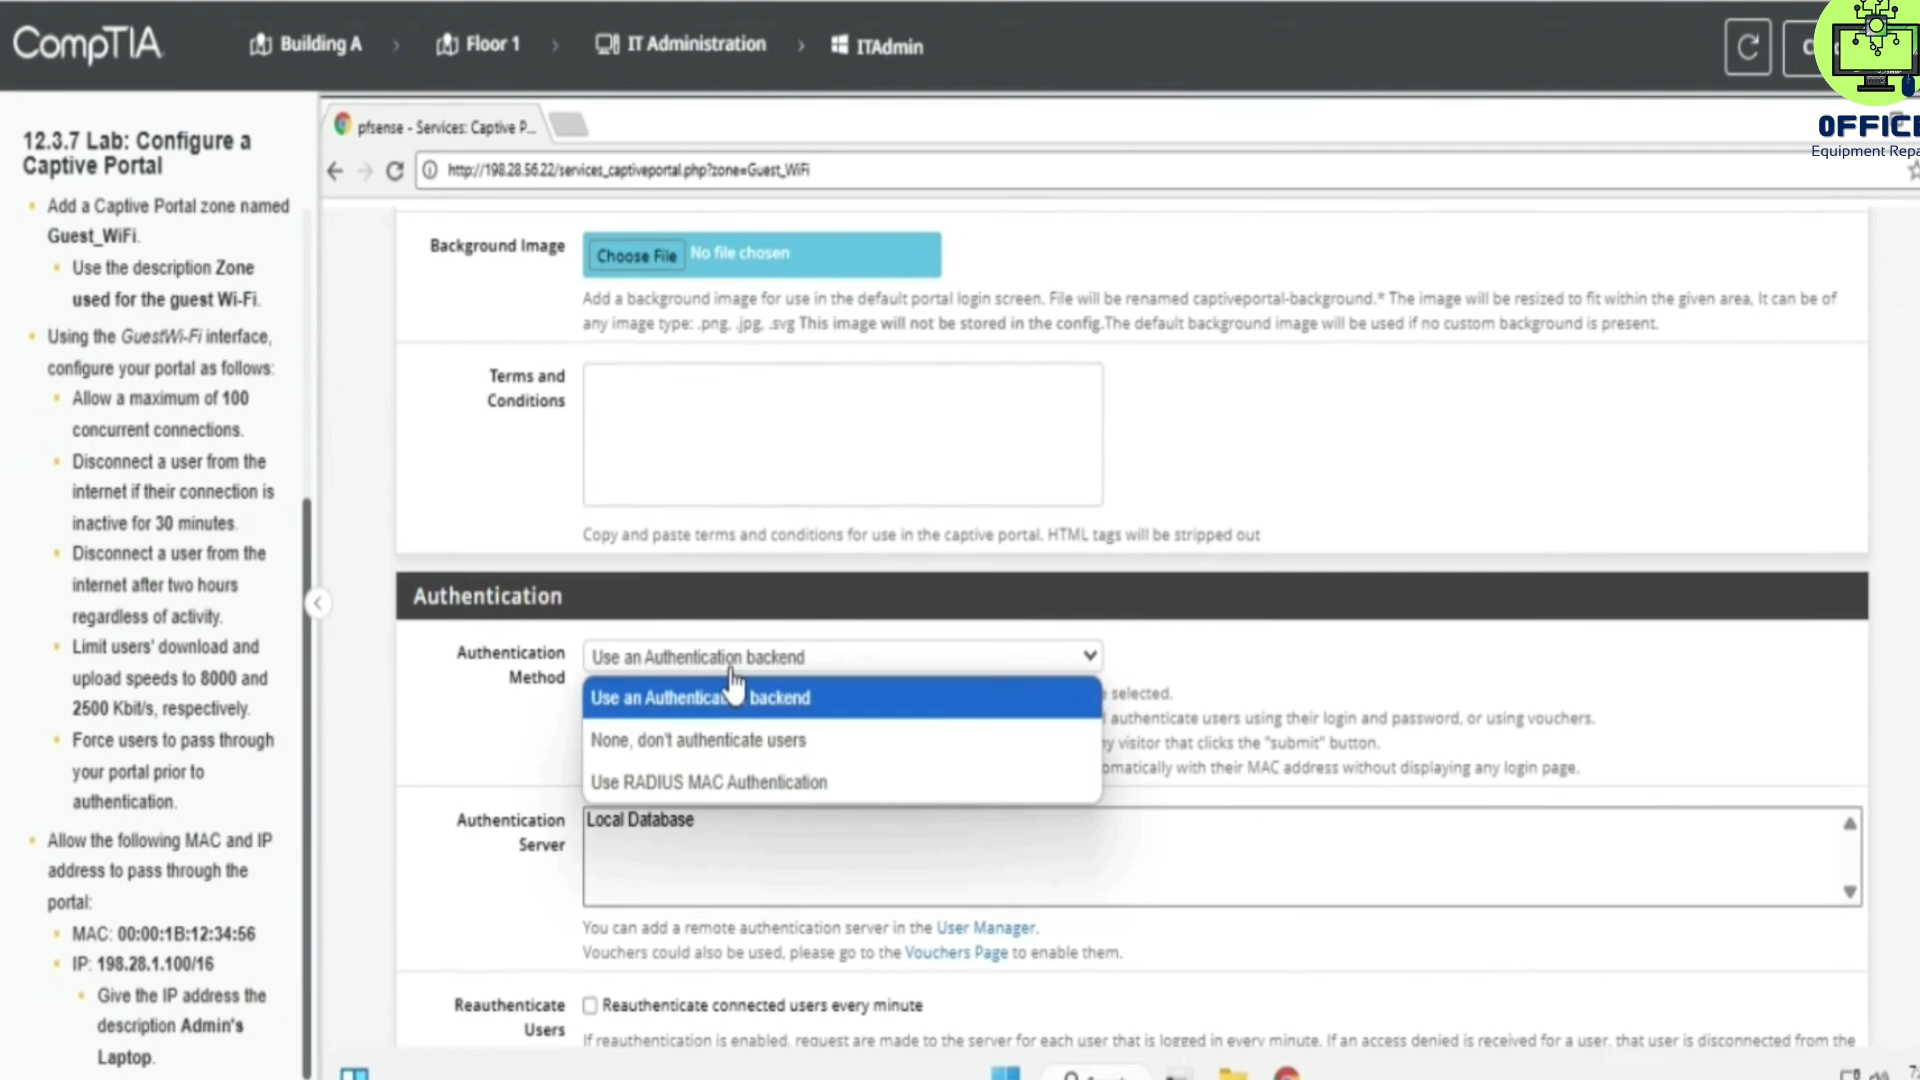 CompTIA
Building A
Floor 1
IT Administration
ITAdmin
OFFICE
Equipment Repa
12.3.7 Lab: Configure a
Captive Portal
Add a Captive Portal zone named
Guest_WiFi.
Use the description Zone
used for the guest Wi-Fi.
Using the GuestWi-Fi interface,
configure your portal as follows:
Allow a maximum of 100
concurrent connections.
Disconnect a user from the
internet if their connection is
inactive for 30 minutes.
Disconnect a user from the
internet after two hours
regardless of activity.
Limit users' download and
upload speeds to 8000 and
2500 Kbit/s, respectively.
Force users to pass through
your portal prior to
authentication.
Allow the following MAC and IP
address to pass through the
portal:
MAC: 00:00:1B:12:34:56
IP: 198.28.1.100/16
Give the IP address the
description Admin's
Laptop.
pfsense - Services: Captive P...
http://198.28.56.22/services_captiveportal.php?zone=Guest_WiFi
Background Image
Choose File No file chosen
Add a background image for use in the default portal login screen. File will be renamed captiveportal-background.* The image will be resized to fit within the given area, It can be of
any image type: .png, .jpg, .svg This image will not be stored in the config.The default background image will be used if no custom background is present.
Terms and
Conditions
Copy and paste terms and conditions for use in the captive portal. HTML tags will be stripped out
Authentication
Authentication
Method
Use an Authentication backend
Use an Authenticat backend
None, don't authenticate users
Use RADIUS MAC Authentication
selected.
authenticate users using their login and password, or using vouchers.
y visitor that clicks the "submit" button.
omatically with their MAC address without displaying any login page.
Authentication
Server
Local Database
You can add a remote authentication server in the User Manager.
Vouchers could also be used, please go to the Vouchers Page to enable them.
Reauthenticate
Users
Reauthenticate connected users every minute
If reauthentication is enabled, request are made to the server for each user that is logged in every minute. If an access denied is received for a user, that user is disconnected from the